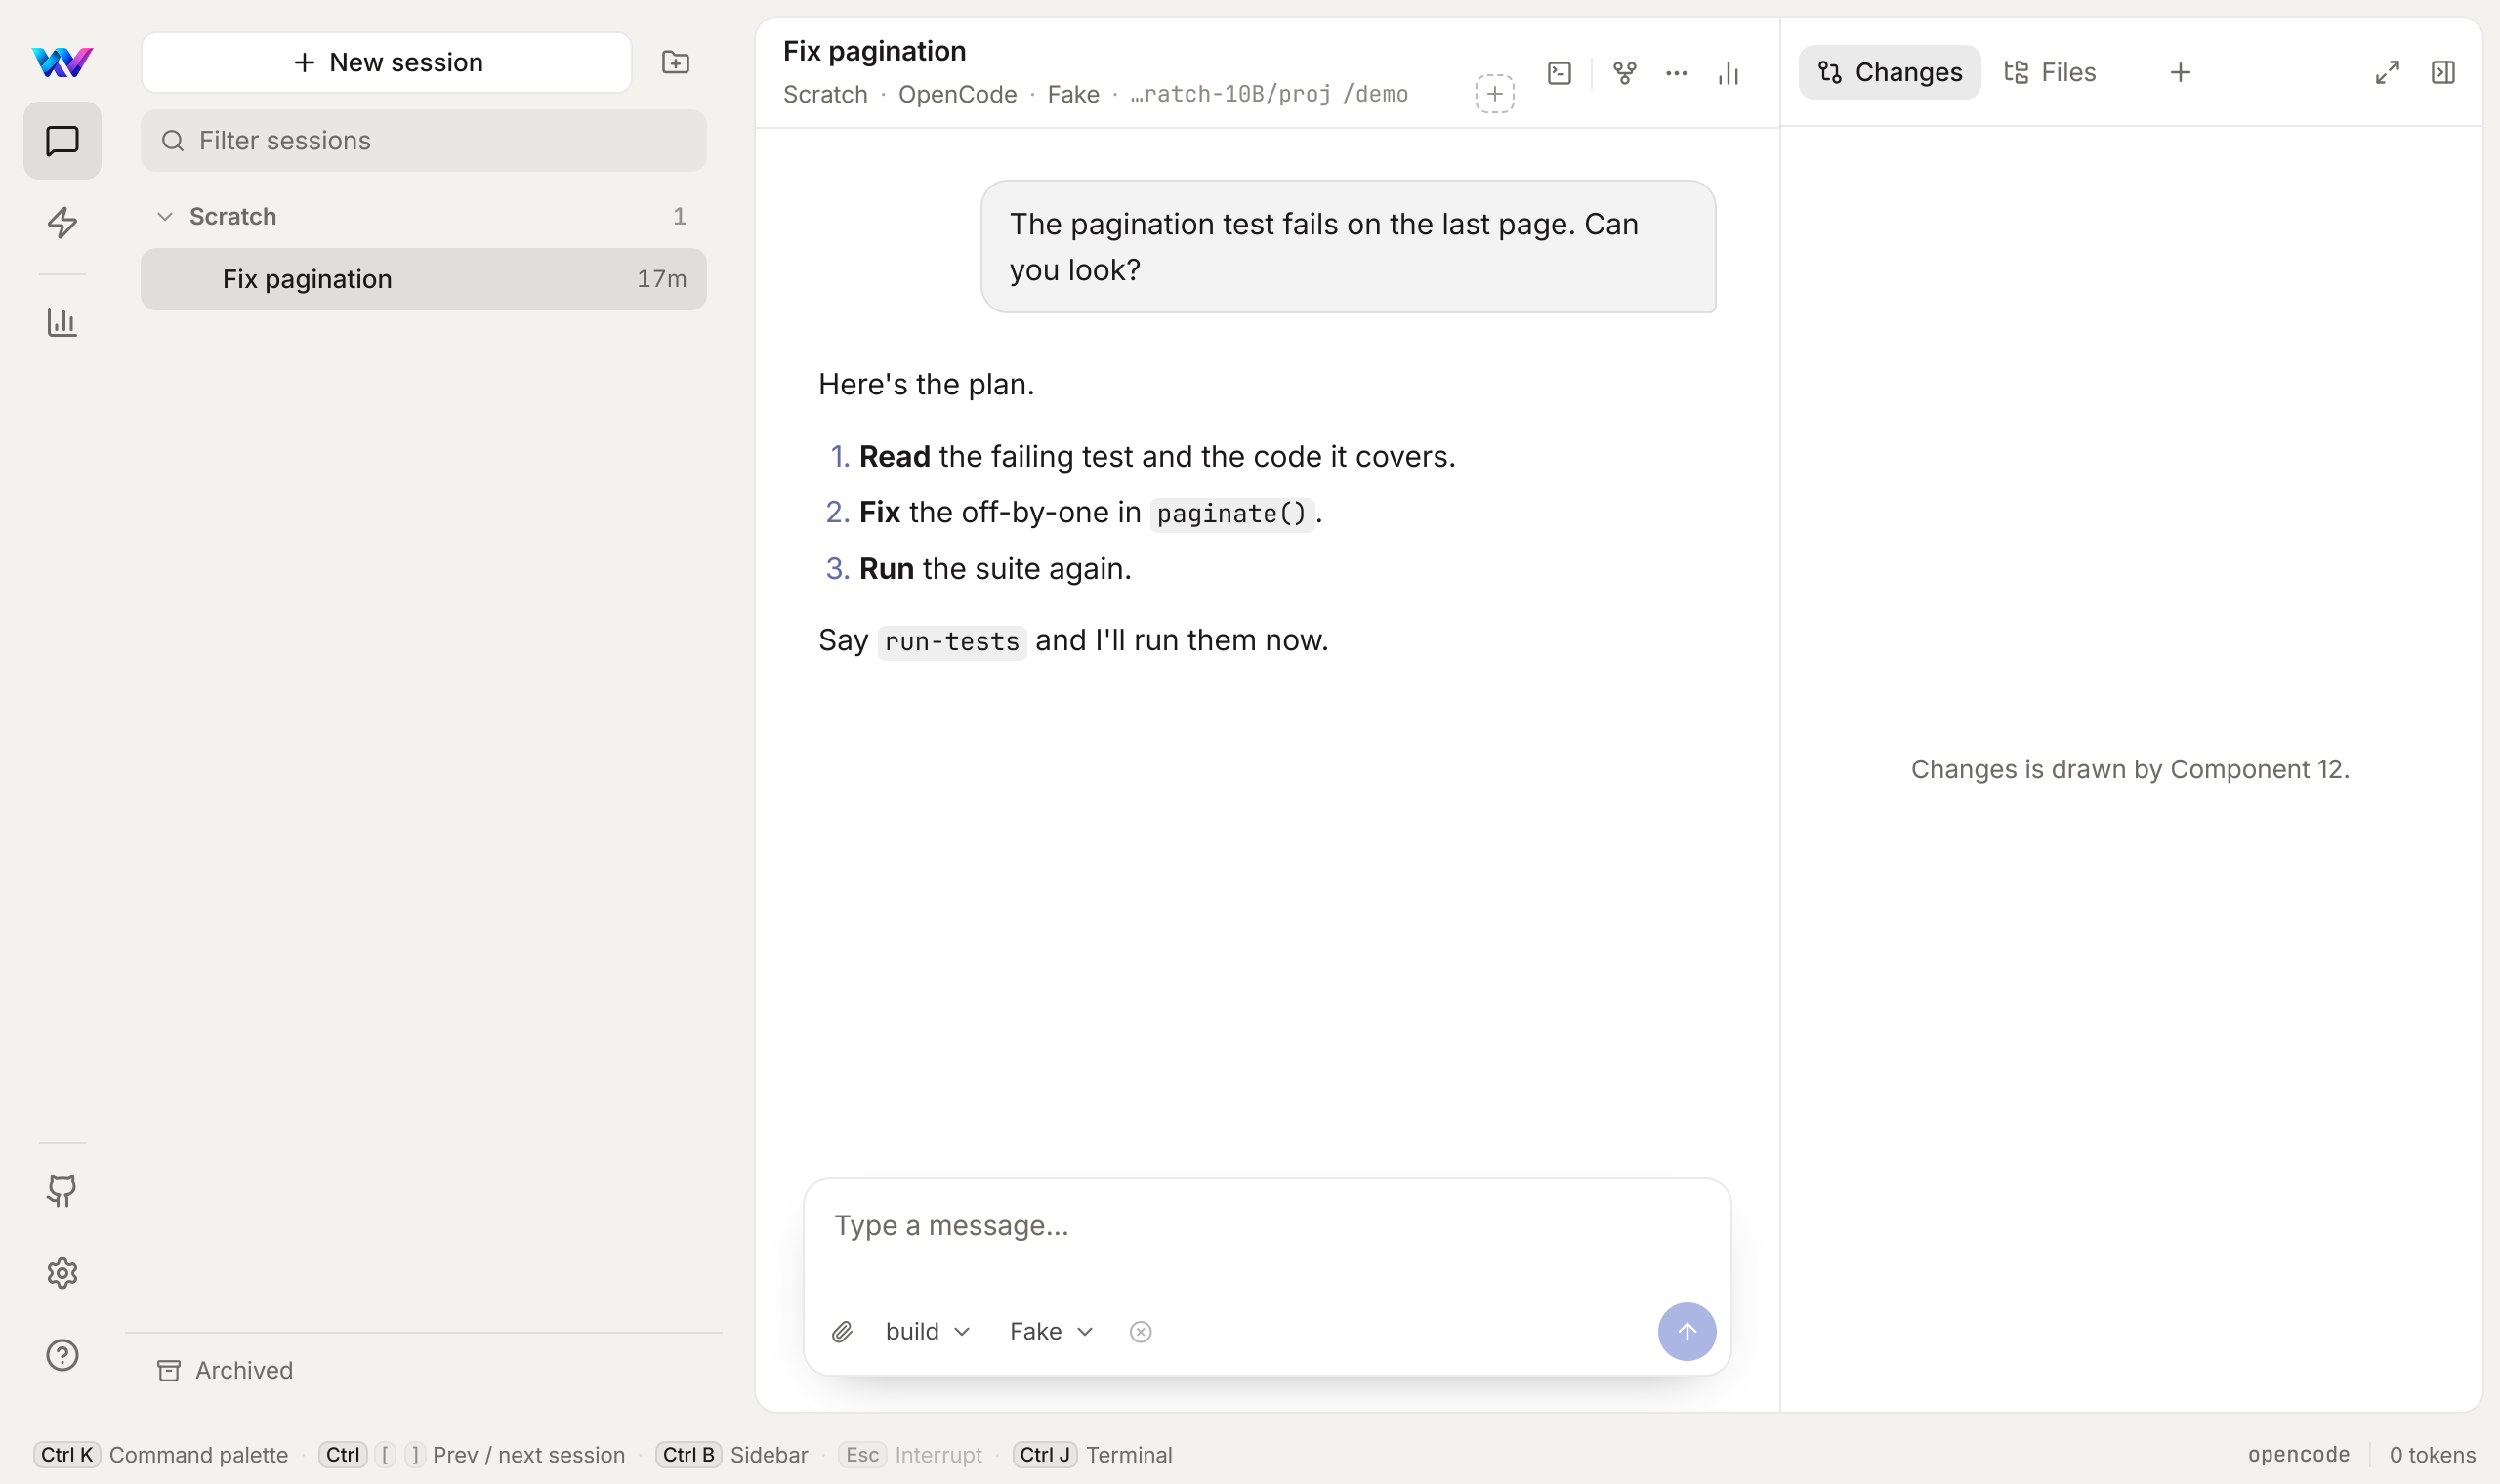 New session
Filter sessions
Scratch 1
Fix pagination 17m
Archived
Fix pagination
Scratch · OpenCode · Fake · …ratch-10B/proj /demo
The pagination test fails on the last page. Can
you look?
Here's the plan.
1. Read the failing test and the code it covers.
2. Fix the off-by-one in paginate().
3. Run the suite again.
Say run-tests and I'll run them now.
Type a message...
build Fake
Changes Files
Changes is drawn by Component 12.
Ctrl K Command palette · Ctrl [ ] Prev / next session · Ctrl B Sidebar · Esc Interrupt · Ctrl J Terminal
opencode 0 tokens